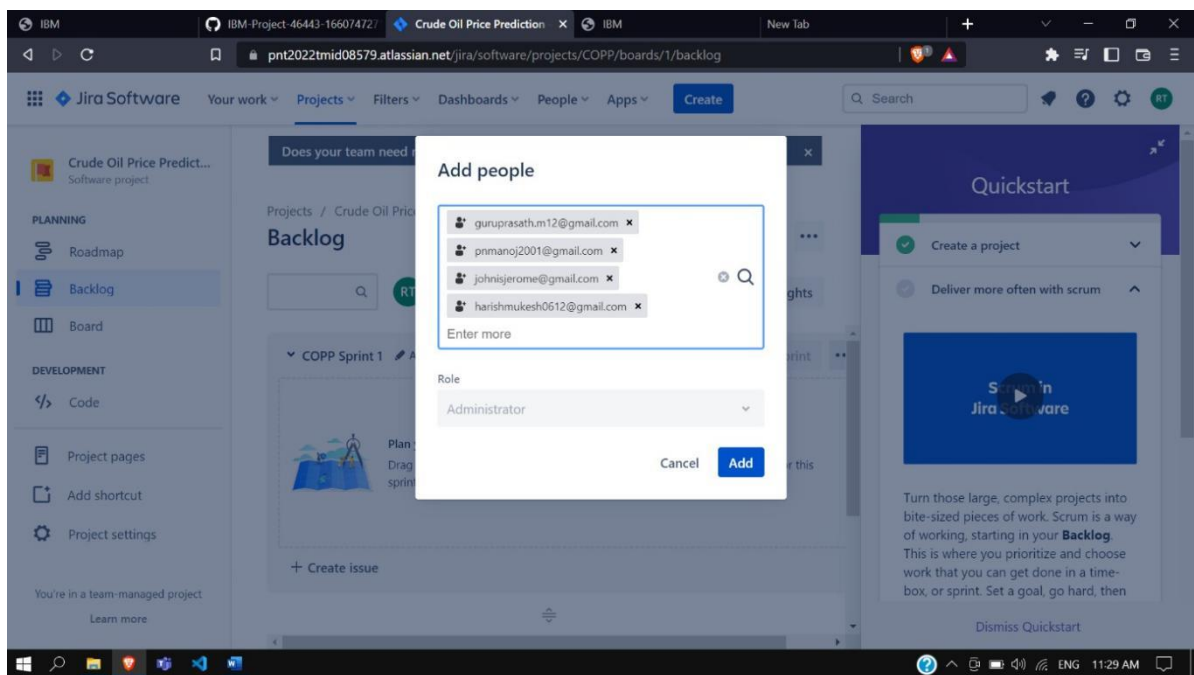 IBM
IBM-Project-46443-166074727
Crude Oil Price Prediction
IBM
New Tab
pnt2022tmid08579.atlassian.net/jira/software/projects/COPP/boards/1/backlog
Jira Software
Your work
Projects
Filters
Dashboards
People
Apps
Create
Search
RT
Crude Oil Price Predict...
Software project
PLANNING
Roadmap
Backlog
Board
DEVELOPMENT
Code
Project pages
Add shortcut
Project settings
You're in a team-managed project
Learn more
Does your team need
Projects / Crude Oil Pric
Backlog
RT
ghts
COPP Sprint 1
print
Plan
Drag
r this
sprin
+ Create issue
Add people
guruprasath.m12@gmail.com
pnmanoj2001@gmail.com
johnisjerome@gmail.com
harishmukesh0612@gmail.com
Enter more
Role
Administrator
Cancel
Add
Quickstart
Create a project
Deliver more often with scrum
Scrum in
Jira Software
Turn those large, complex projects into
bite-sized pieces of work. Scrum is a way
of working, starting in your Backlog.
This is where you prioritize and choose
work that you can get done in a time-
box, or sprint. Set a goal, go hard, then
Dismiss Quickstart
ENG
11:29 AM